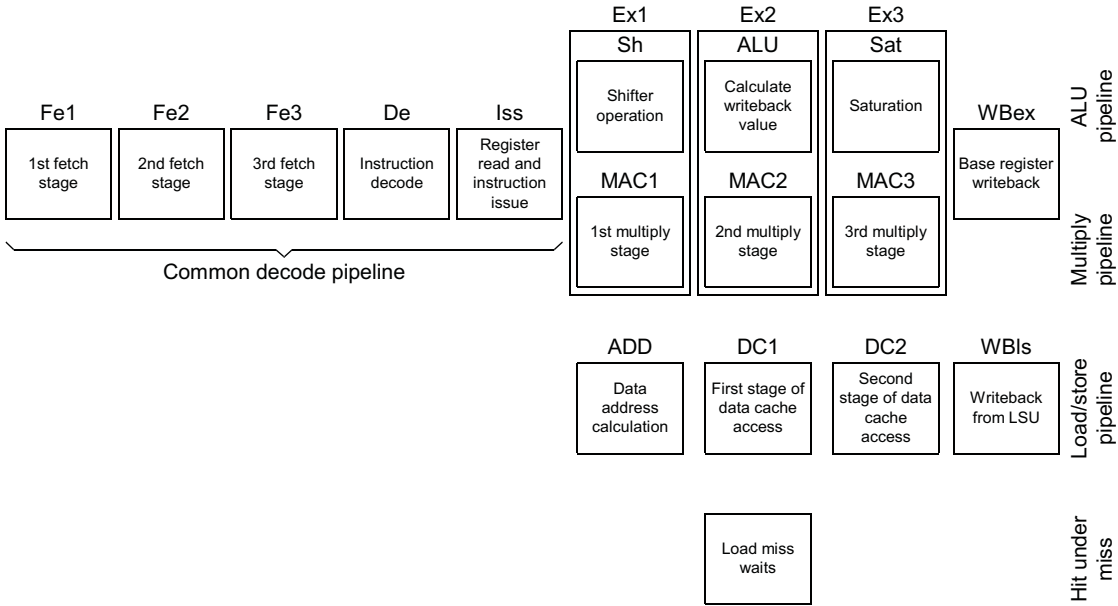 Ex1 Ex2 Ex3
Sh ALU Sat
Shifter
operation
Calculate
writeback
value
Saturation
ALU
pipeline
Fe1 Fe2 Fe3 De Iss WBex
1st fetch
stage
2nd fetch
stage
3rd fetch
stage
Instruction
decode
Register
read and
instruction
issue
Base register
writeback
MAC1 MAC2 MAC3
1st multiply
stage
2nd multiply
stage
3rd multiply
stage
Multiply
pipeline
Common decode pipeline
ADD DC1 DC2 WBls
Data
address
calculation
First stage of
data cache
access
Second
stage of data
cache
access
Writeback
from LSU
Load/store
pipeline
Load miss
waits
Hit under
miss